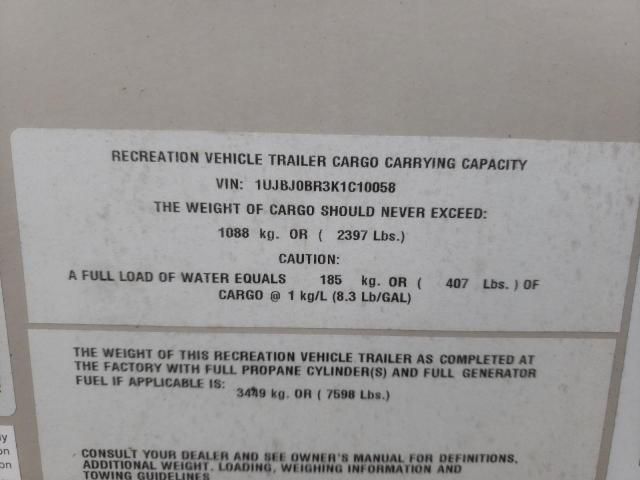 RECREATION VEHICLE TRAILER CARGO CARRYING CAPACITY
VIN: 1UJBJ0BR3K1C10058
THE WEIGHT OF CARGO SHOULD NEVER EXCEED:
1088 kg. OR ( 2397 Lbs.)
CAUTION:
A FULL LOAD OF WATER EQUALS 185 kg. OR ( 407 Lbs. ) OF
CARGO @ 1 kg/L (8.3 Lb/GAL)
THE WEIGHT OF THIS RECREATION VEHICLE TRAILER AS COMPLETED AT
THE FACTORY WITH FULL PROPANE CYLINDER(S) AND FULL GENERATOR
FUEL IF APPLICABLE IS:
3449 kg. OR ( 7598 Lbs.)
CONSULT YOUR DEALER AND SEE OWNER'S MANUAL FOR DEFINITIONS,
ADDITIONAL WEIGHT, LOADING, WEIGHING INFORMATION AND
TOWING GUIDELINES